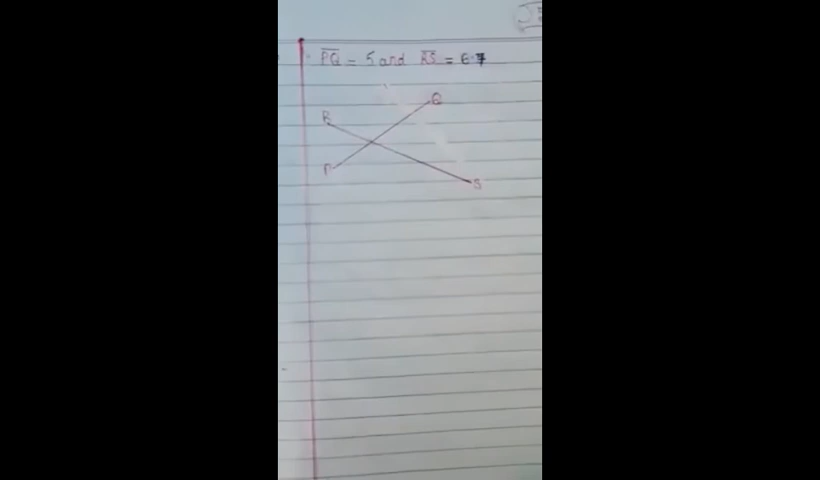 PQ = 5 and RS = 6.7
Q
R
P
S